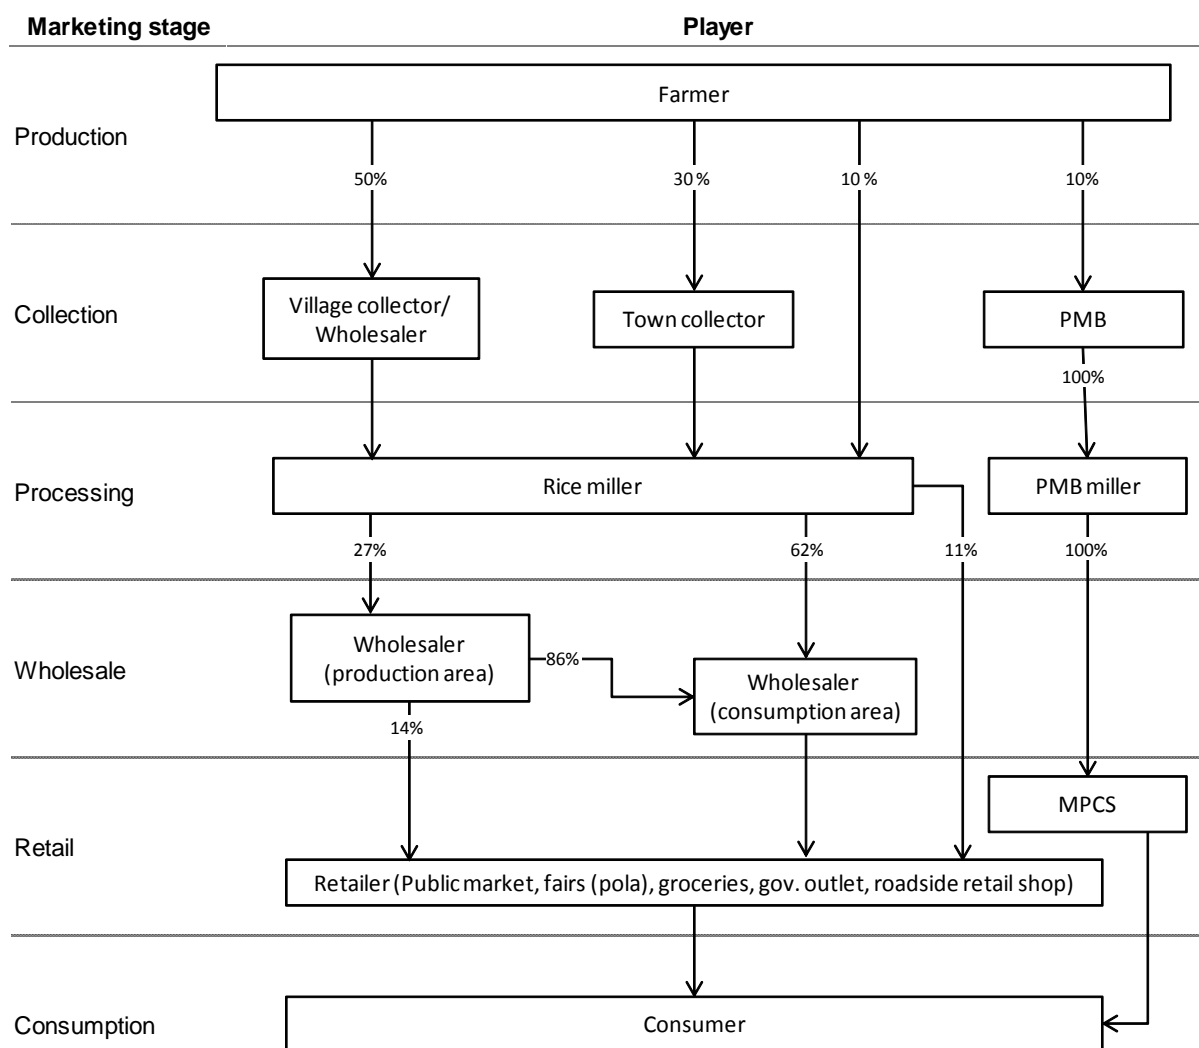 Marketing stage
Player
Farmer
Production
50%
30%
10%
10%
Village collector/
Wholesaler
Town collector
PMB
Collection
100%
Rice miller
PMB miller
Processing
27%
62%
11%
100%
Wholesaler
(production area)
86%
Wholesaler
(consumption area)
Wholesale
14%
MPCS
Retail
Retailer (Public market, fairs (pola), groceries, gov. outlet, roadside retail shop)
Consumer
Consumption